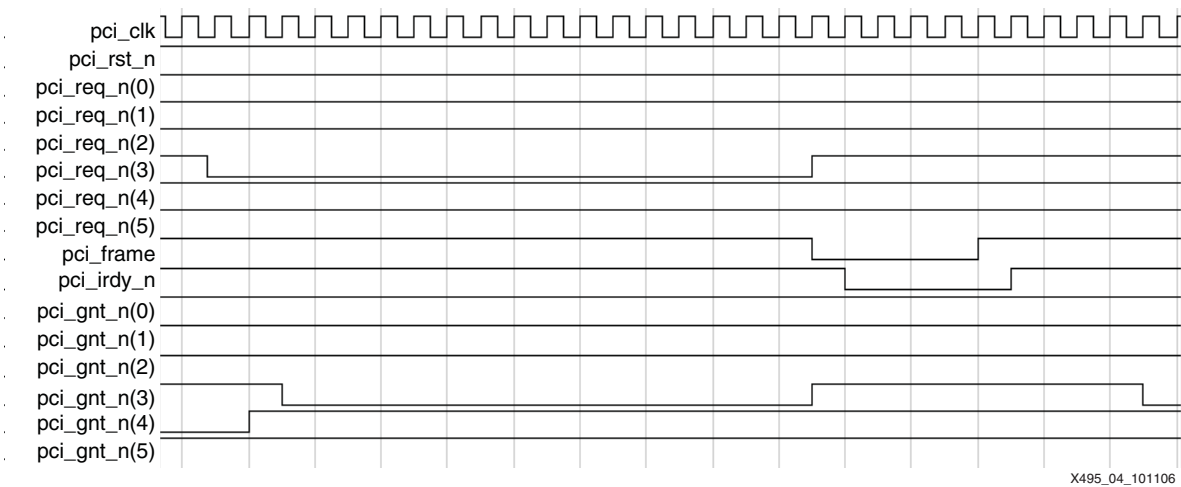 pci_clk
pci_rst_n
pci_req_n(0)
pci_req_n(1)
pci_req_n(2)
pci_req_n(3)
pci_req_n(4)
pci_req_n(5)
pci_frame
pci_irdy_n
pci_gnt_n(0)
pci_gnt_n(1)
pci_gnt_n(2)
pci_gnt_n(3)
pci_gnt_n(4)
pci_gnt_n(5)
X495_04_101106